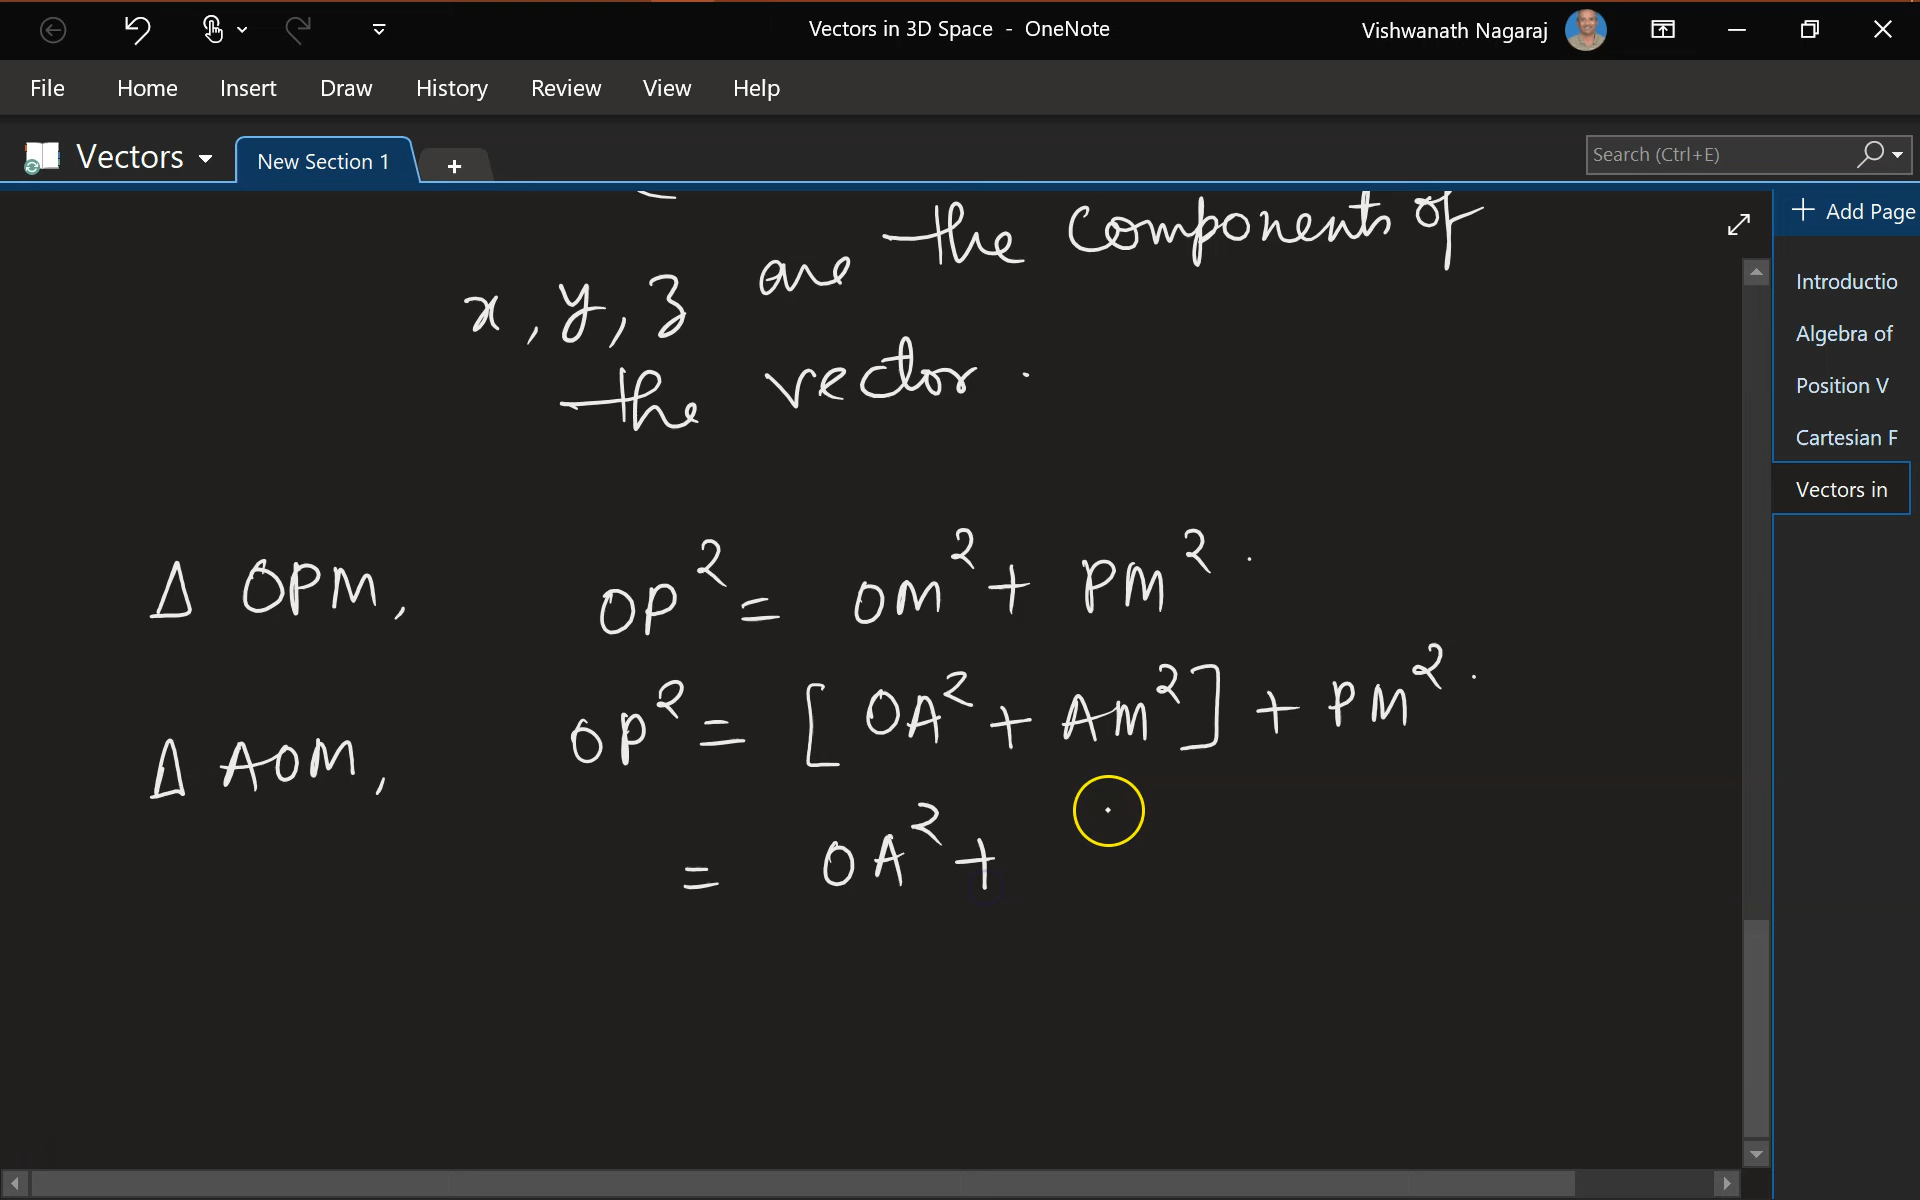 Vectors in 3D Space - OneNote
Vishwanath Nagaraj
File Home Insert Draw History Review View Help
Vectors
New Section 1
+
Search (Ctrl+E)
+ Add Page
Introductio
Algebra of
Position V
Cartesian F
Vectors in
x, y, z are the components of
the vector.
Δ OPM, OP² = OM² + PM².
Δ AOM, OP² = [OA² + AM²] + PM².
= OA² +